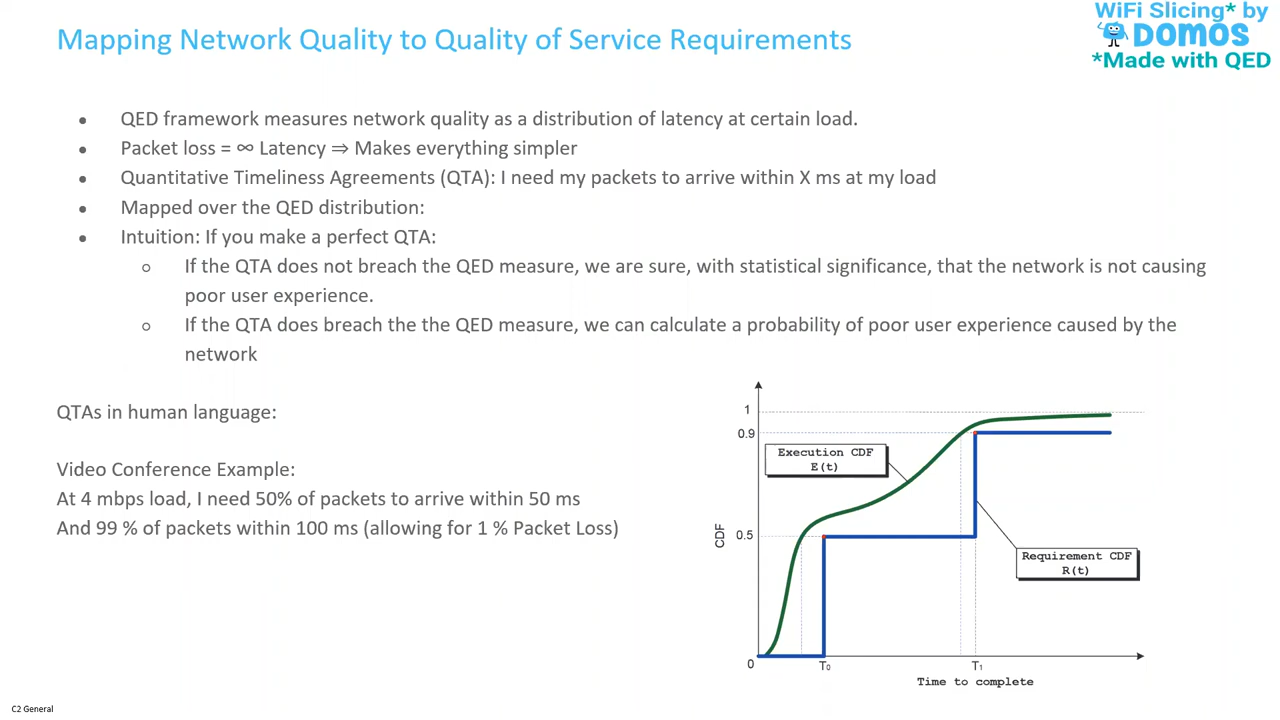 Mapping Network Quality to Quality of Service Requirements
WiFi Slicing* by
DOMOS
*Made with QED
• QED framework measures network quality as a distribution of latency at certain load.
• Packet loss = ∞ Latency ⇒ Makes everything simpler
• Quantitative Timeliness Agreements (QTA): I need my packets to arrive within X ms at my load
• Mapped over the QED distribution:
• Intuition: If you make a perfect QTA:
○ If the QTA does not breach the QED measure, we are sure, with statistical significance, that the network is not causing
poor user experience.
○ If the QTA does breach the the QED measure, we can calculate a probability of poor user experience caused by the
network
QTAs in human language:
Video Conference Example:
At 4 mbps load, I need 50% of packets to arrive within 50 ms
And 99 % of packets within 100 ms (allowing for 1 % Packet Loss)
1
0.9
Execution CDF
E(t)
CDF
0.5
Requirement CDF
R(t)
0
T₀
T₁
Time to complete
C2 General